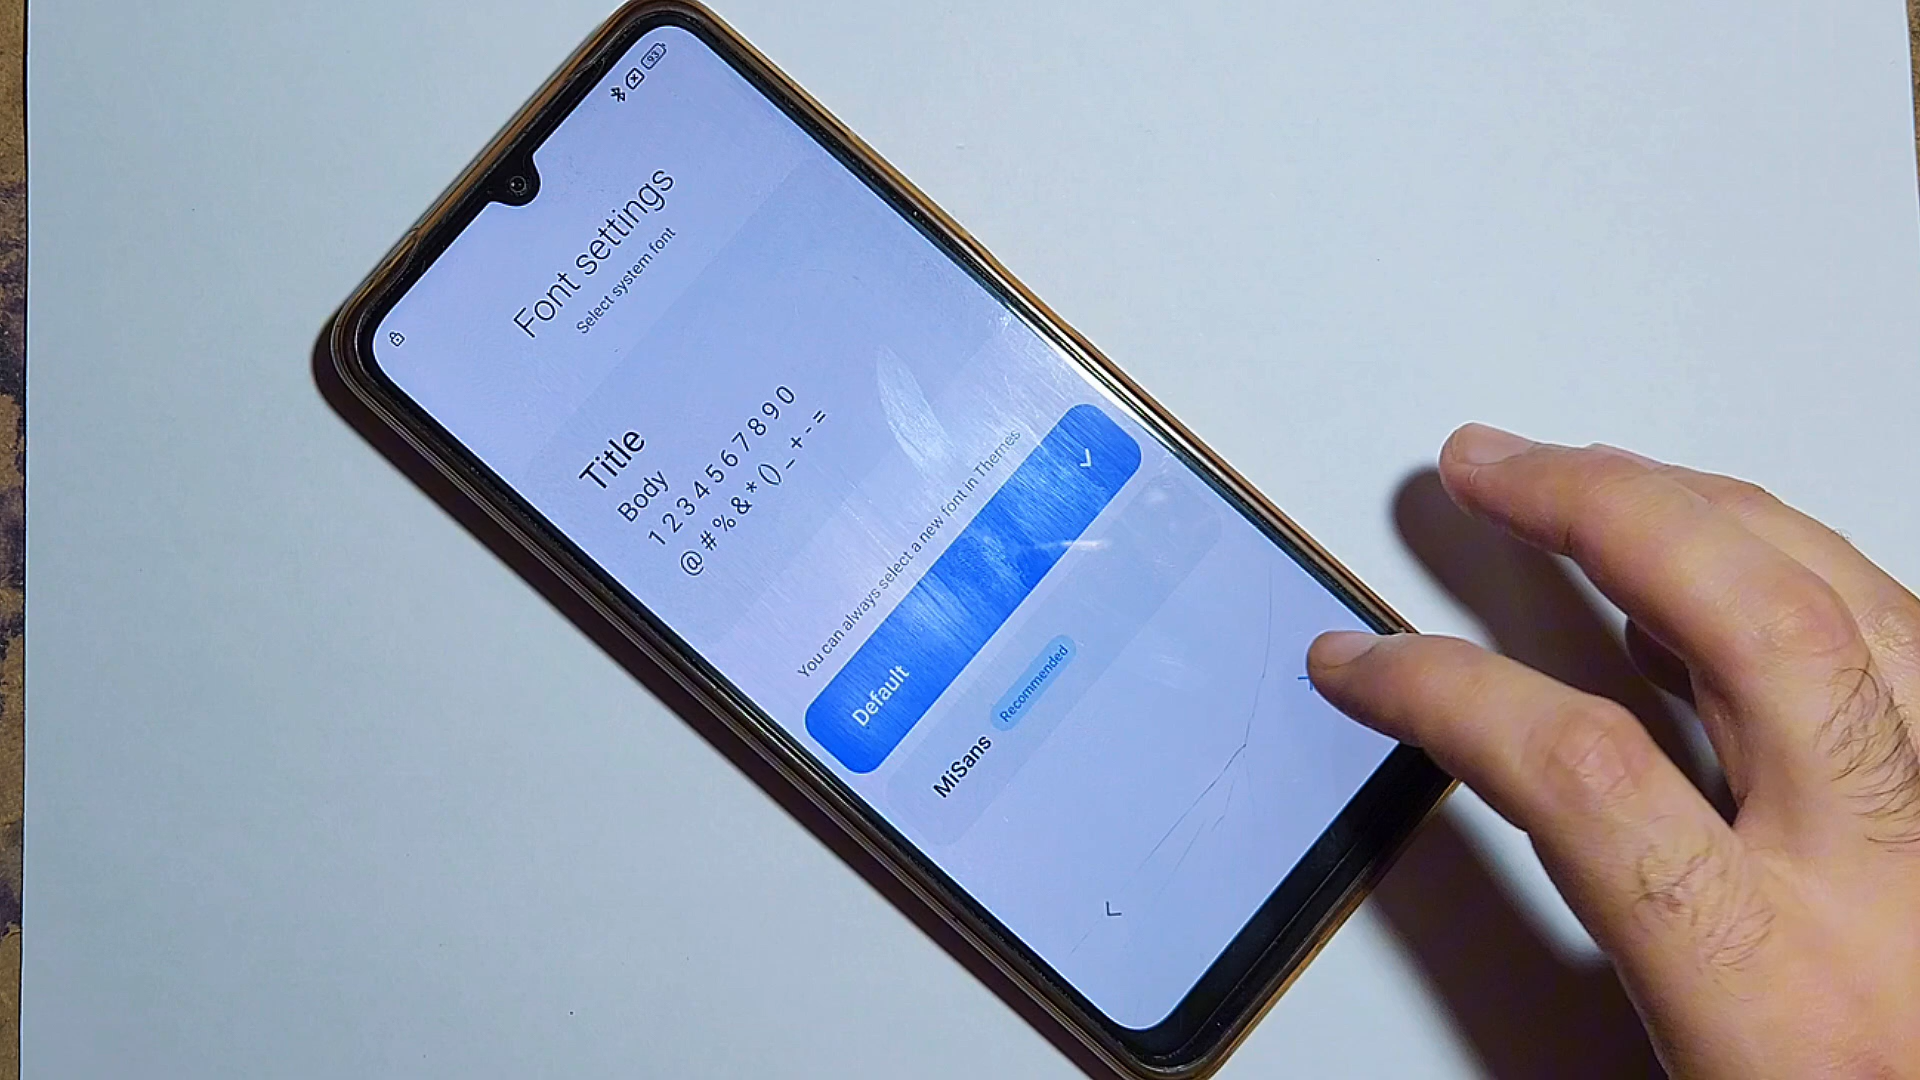 93
Font settings
Select system font
Title
Body
1 2 3 4 5 6 7 8 9 0
@ # % & * () _ + - =
You can always select a new font in Themes
Default
MiSans Recommended